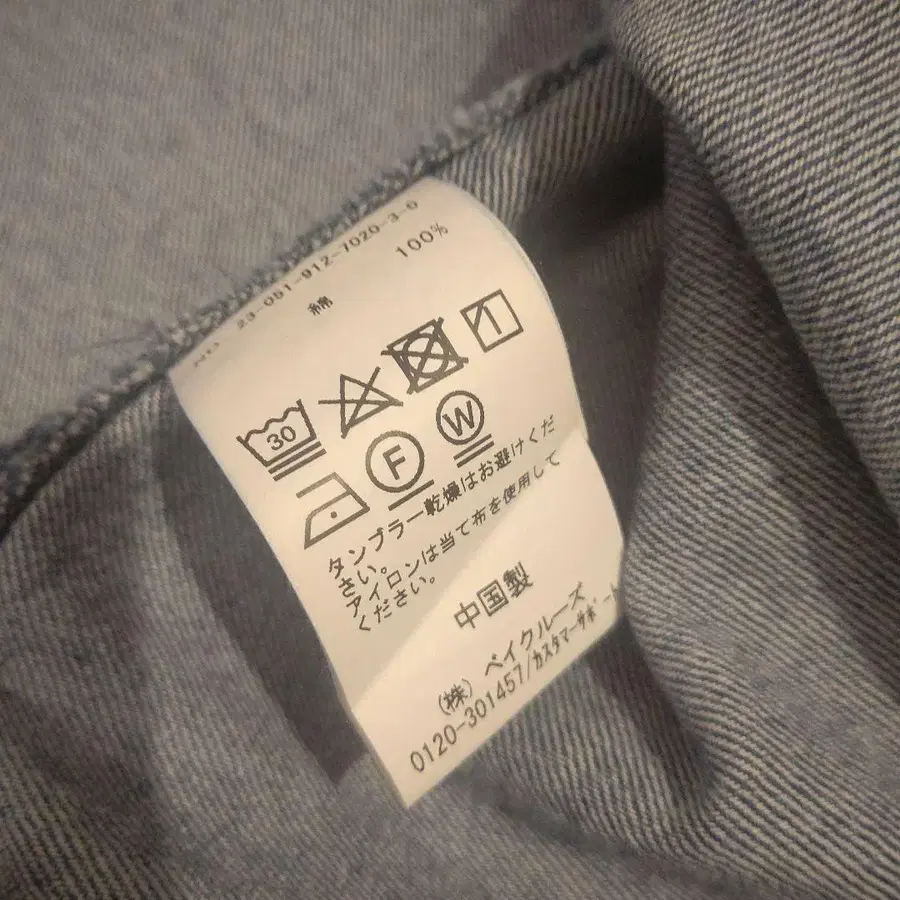 NO 23-051-912-7020-3-0
綿 100%
30
F W
タンブラー乾燥はお避けくだ
さい。
アイロンは当て布を使用して
ください。
中国製
(株) ベイクルーズ
0120-301457/カスタマーサポート